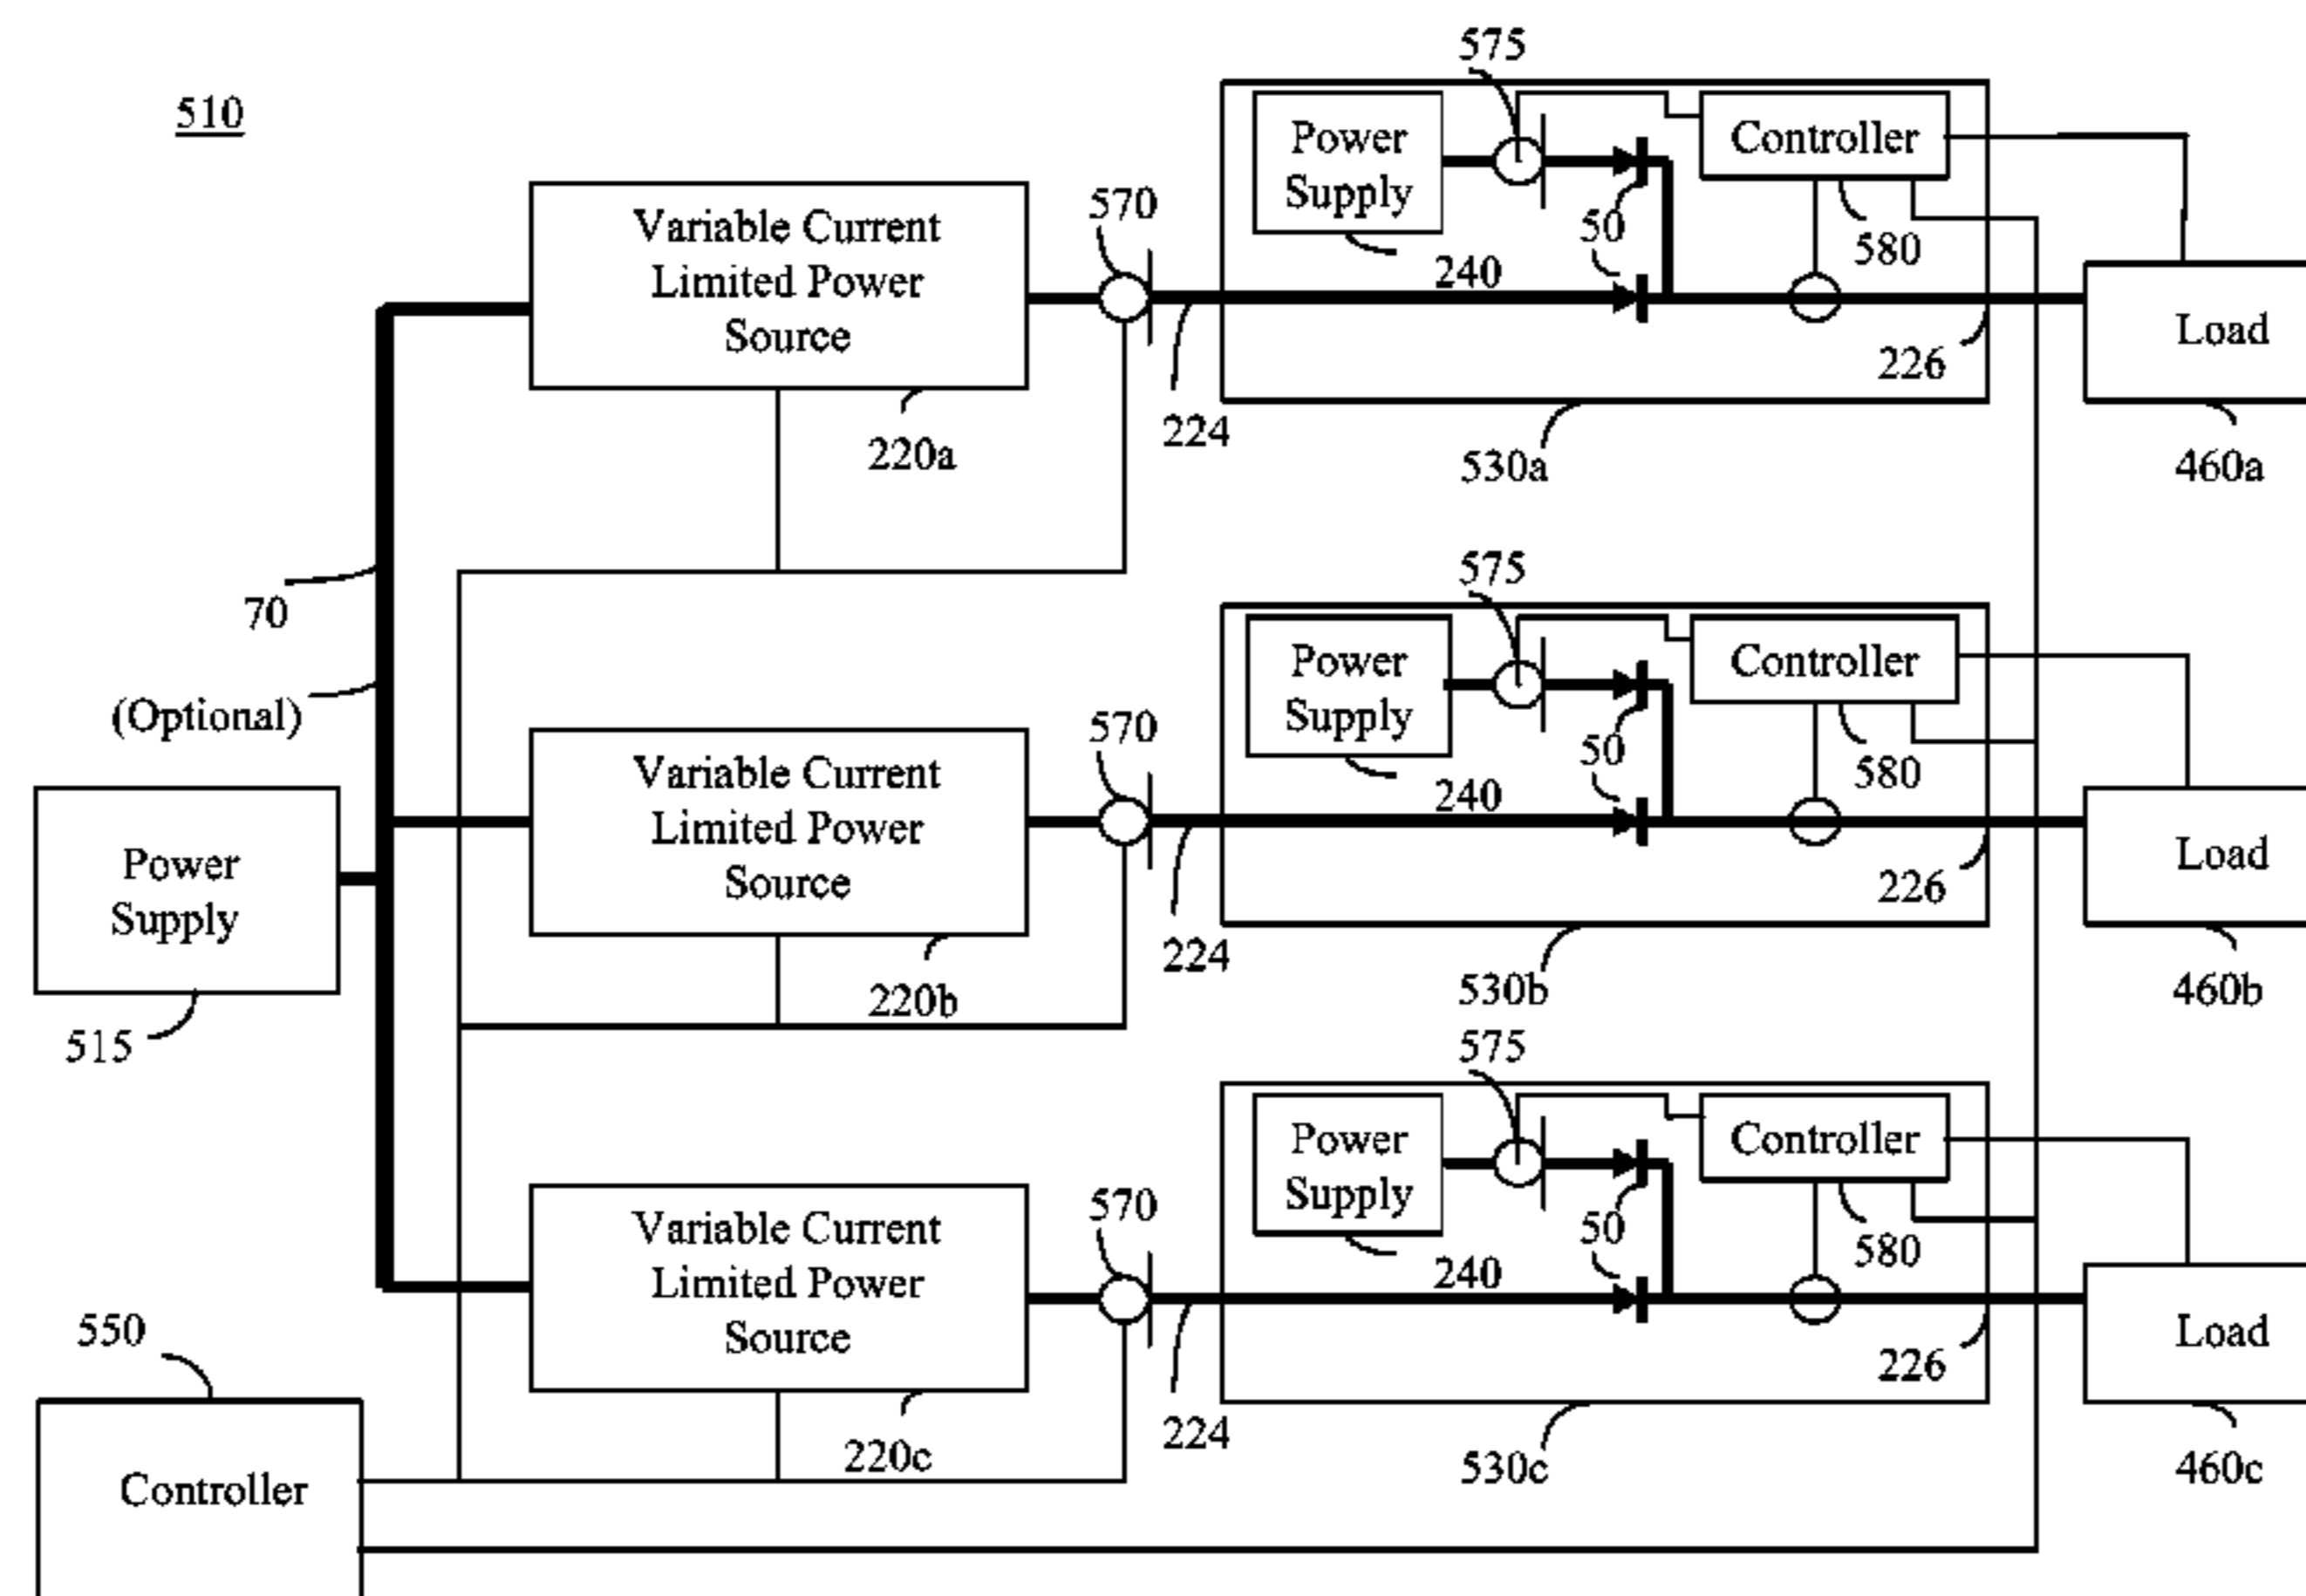 510
575
Power
Supply
Controller
570
50
580
240
Variable Current
Limited Power
Source
220a
224
226
530a
Load
460a
70
(Optional)
575
Power
Supply
Controller
570
50
580
240
Variable Current
Limited Power
Source
220b
224
226
530b
Load
460b
Power
Supply
515
575
Power
Supply
Controller
570
50
580
240
Variable Current
Limited Power
Source
220c
224
226
530c
Load
460c
550
Controller